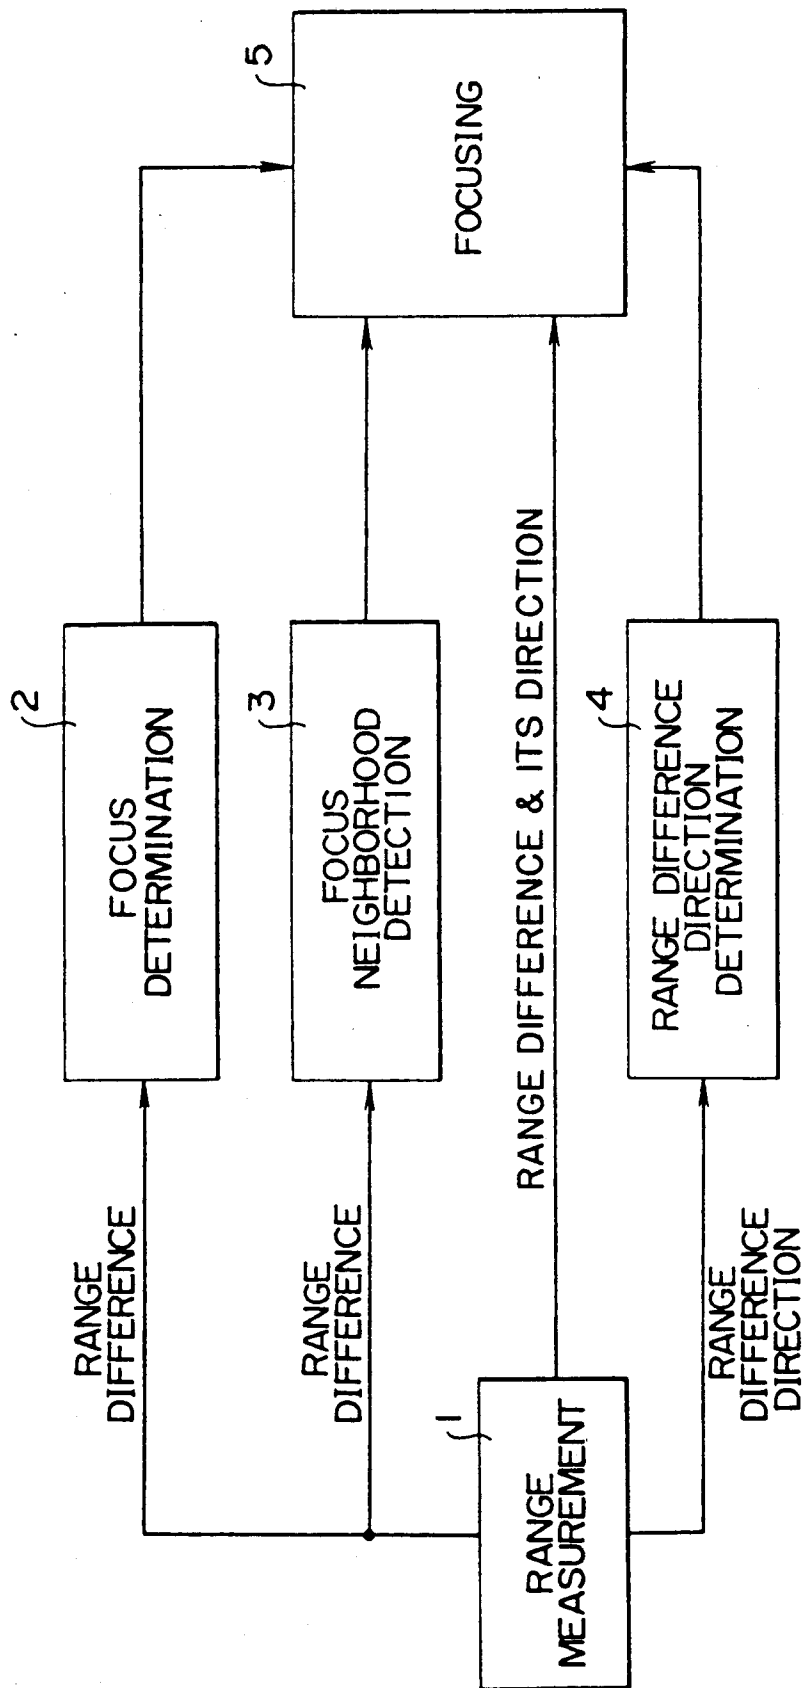 2
FOCUS
DETERMINATION
RANGE
DIFFERENCE
3
FOCUS
NEIGHBORHOOD
DETECTION
RANGE
DIFFERENCE
5
FOCUSING
1
RANGE
MEASUREMENT
RANGE DIFFERENCE & ITS DIRECTION
4
RANGE DIFFERENCE
DIRECTION
DETERMINATION
RANGE
DIFFERENCE
DIRECTION